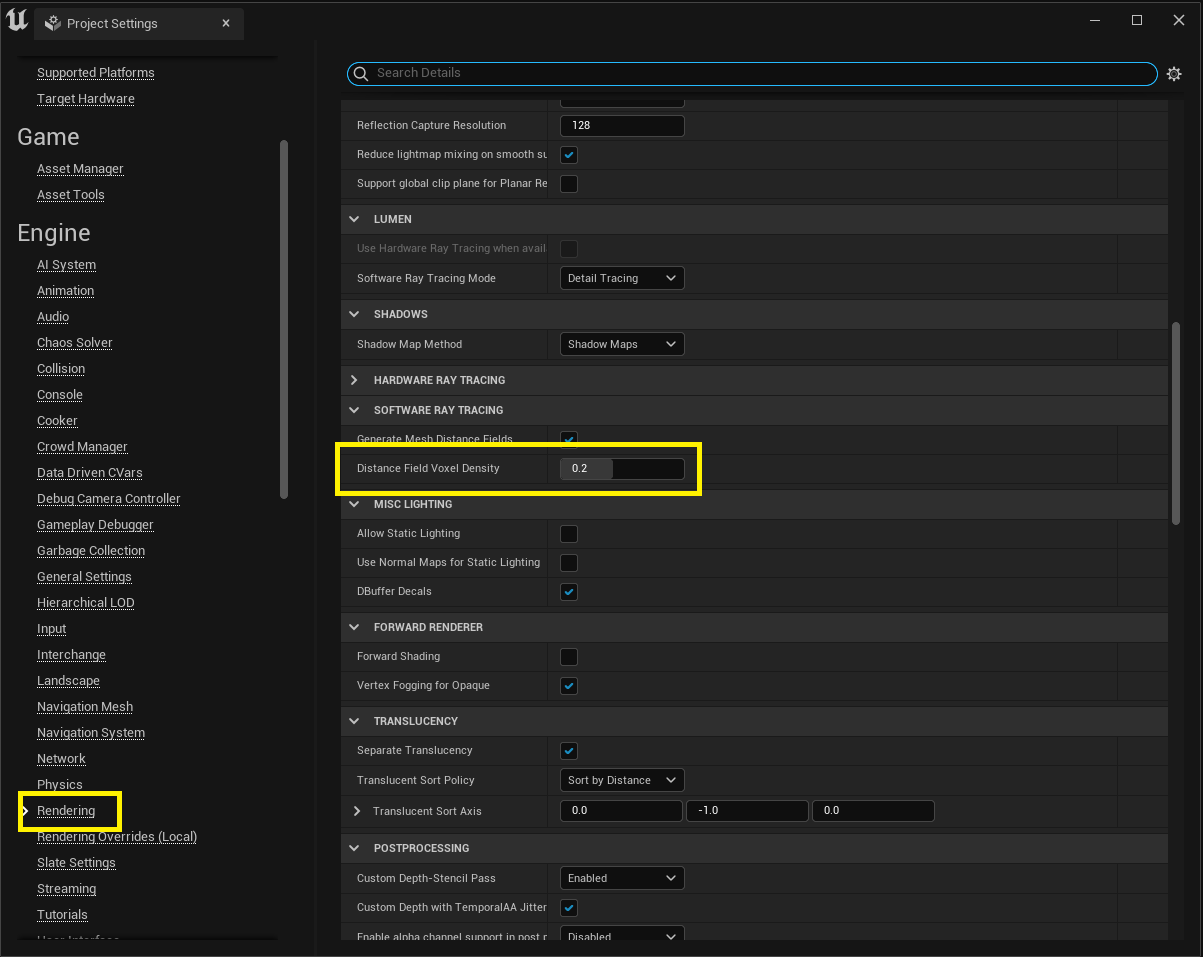 Project Settings
Supported Platforms
Target Hardware
Game
Asset Manager
Asset Tools
Engine
AI System
Animation
Audio
Chaos Solver
Collision
Console
Cooker
Crowd Manager
Data Driven CVars
Debug Camera Controller
Gameplay Debugger
Garbage Collection
General Settings
Hierarchical LOD
Input
Interchange
Landscape
Navigation Mesh
Navigation System
Network
Physics
Rendering
Rendering Overrides (Local)
Slate Settings
Streaming
Tutorials
Search Details
Reflection Capture Resolution 128
Reduce lightmap mixing on smooth su
Support global clip plane for Planar Re
LUMEN
Use Hardware Ray Tracing when avail
Software Ray Tracing Mode Detail Tracing
SHADOWS
Shadow Map Method Shadow Maps
HARDWARE RAY TRACING
SOFTWARE RAY TRACING
Generate Mesh Distance Fields
Distance Field Voxel Density 0.2
MISC LIGHTING
Allow Static Lighting
Use Normal Maps for Static Lighting
DBuffer Decals
FORWARD RENDERER
Forward Shading
Vertex Fogging for Opaque
TRANSLUCENCY
Separate Translucency
Translucent Sort Policy Sort by Distance
Translucent Sort Axis 0.0 -1.0 0.0
POSTPROCESSING
Custom Depth-Stencil Pass Enabled
Custom Depth with TemporalAA Jitter
Enable alpha channel support in post Disabled